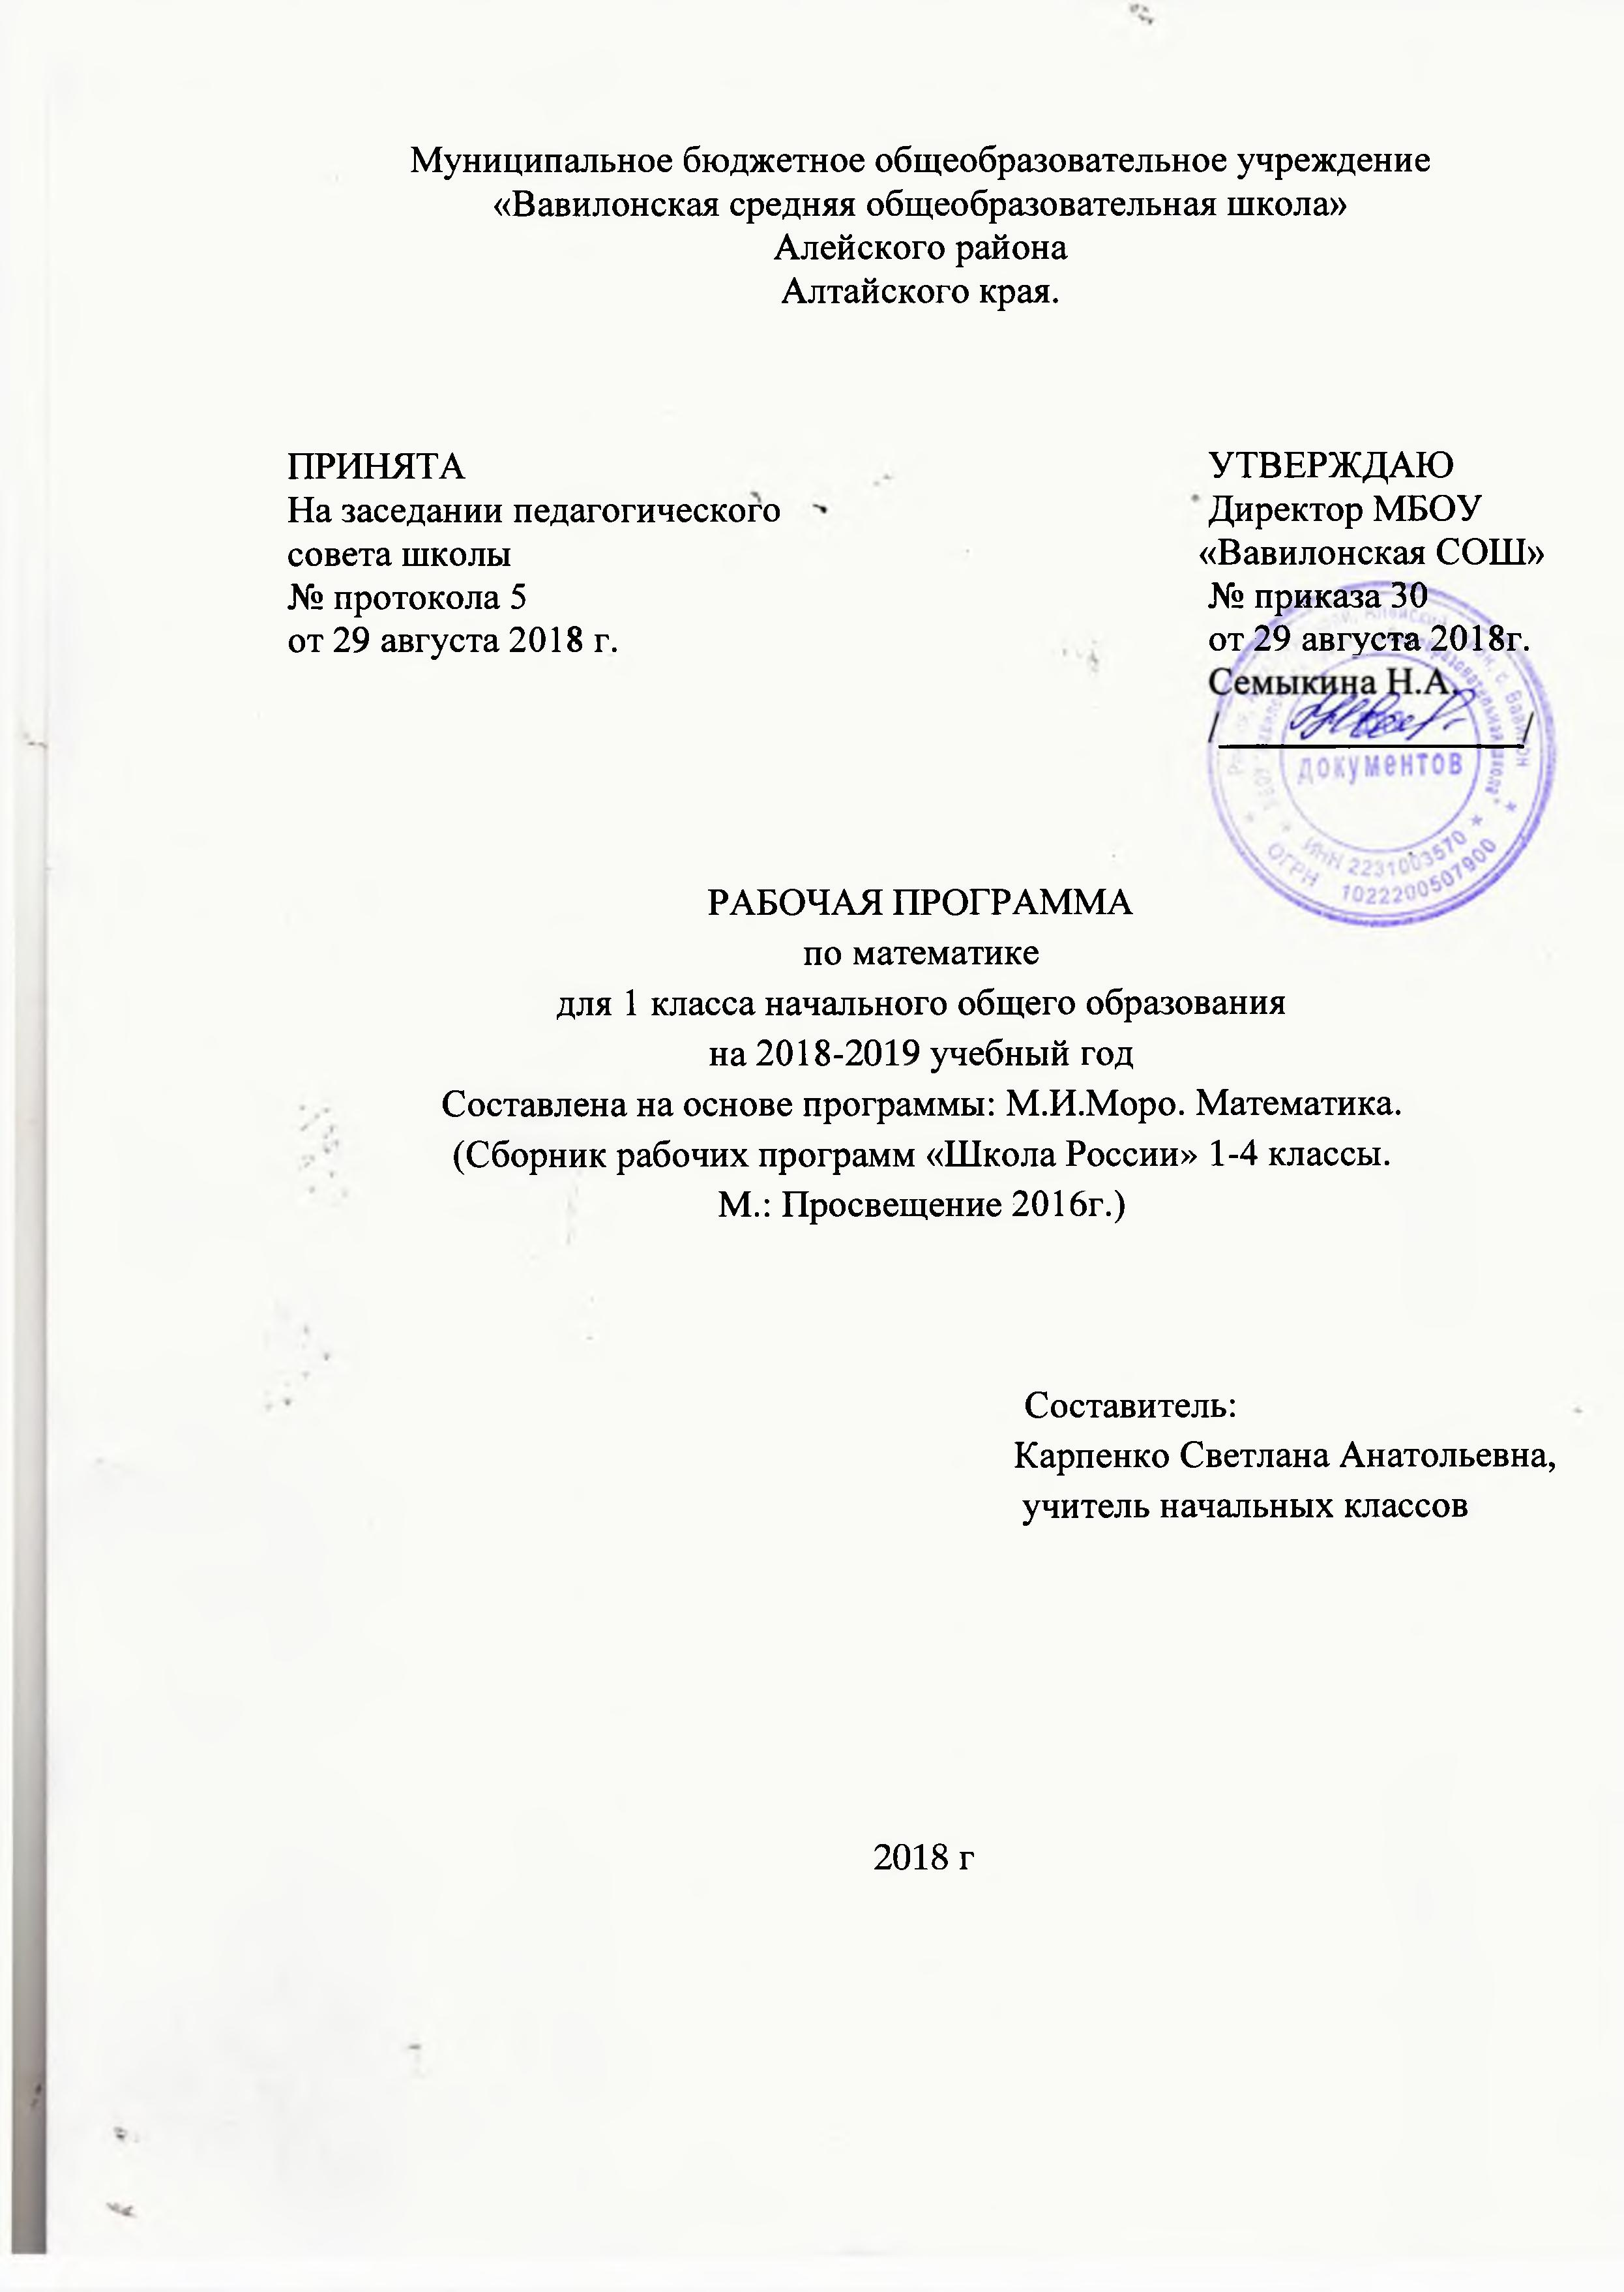 Муниципальное бюджетное общеобразовательное учреждение
«Вавилонская средняя общеобразовательная школа»
Алейского района
Алтайского края.
ПРИНЯТА
На заседании педагогического
совета школы
№ протокола 5
от 29 августа 2018 г.
УТВЕРЖДАЮ
Директор МБОУ
«Вавилонская СОШ»
№ приказа 30
от 29 августа 2018г.
Семыкина Н.А.
/ /
документов
ИНН 2231003570
ОГРН 1022200507900
РАБОЧАЯ ПРОГРАММА
по математике
для 1 класса начального общего образования
на 2018-2019 учебный год
Составлена на основе программы: М.И.Моро. Математика.
(Сборник рабочих программ «Школа России» 1-4 классы.
М.: Просвещение 2016г.)
Составитель:
Карпенко Светлана Анатольевна,
учитель начальных классов
2018 г